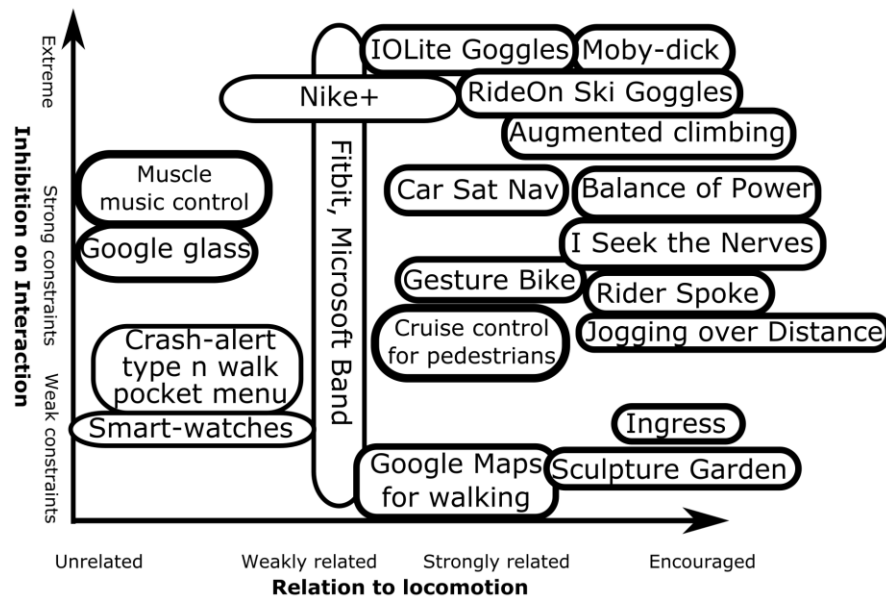 Extreme
Strong constraints
Weak constraints
Inhibition on Interaction
IOLite Goggles
Moby-dick
Nike+
RideOn Ski Goggles
Augmented climbing
Fitbit, Microsoft Band
Muscle
music control
Car Sat Nav
Balance of Power
Google glass
I Seek the Nerves
Gesture Bike
Rider Spoke
Cruise control
for pedestrians
Jogging over Distance
Crash-alert
type n walk
pocket menu
Smart-watches
Ingress
Google Maps
for walking
Sculpture Garden
Unrelated
Weakly related
Strongly related
Encouraged
Relation to locomotion